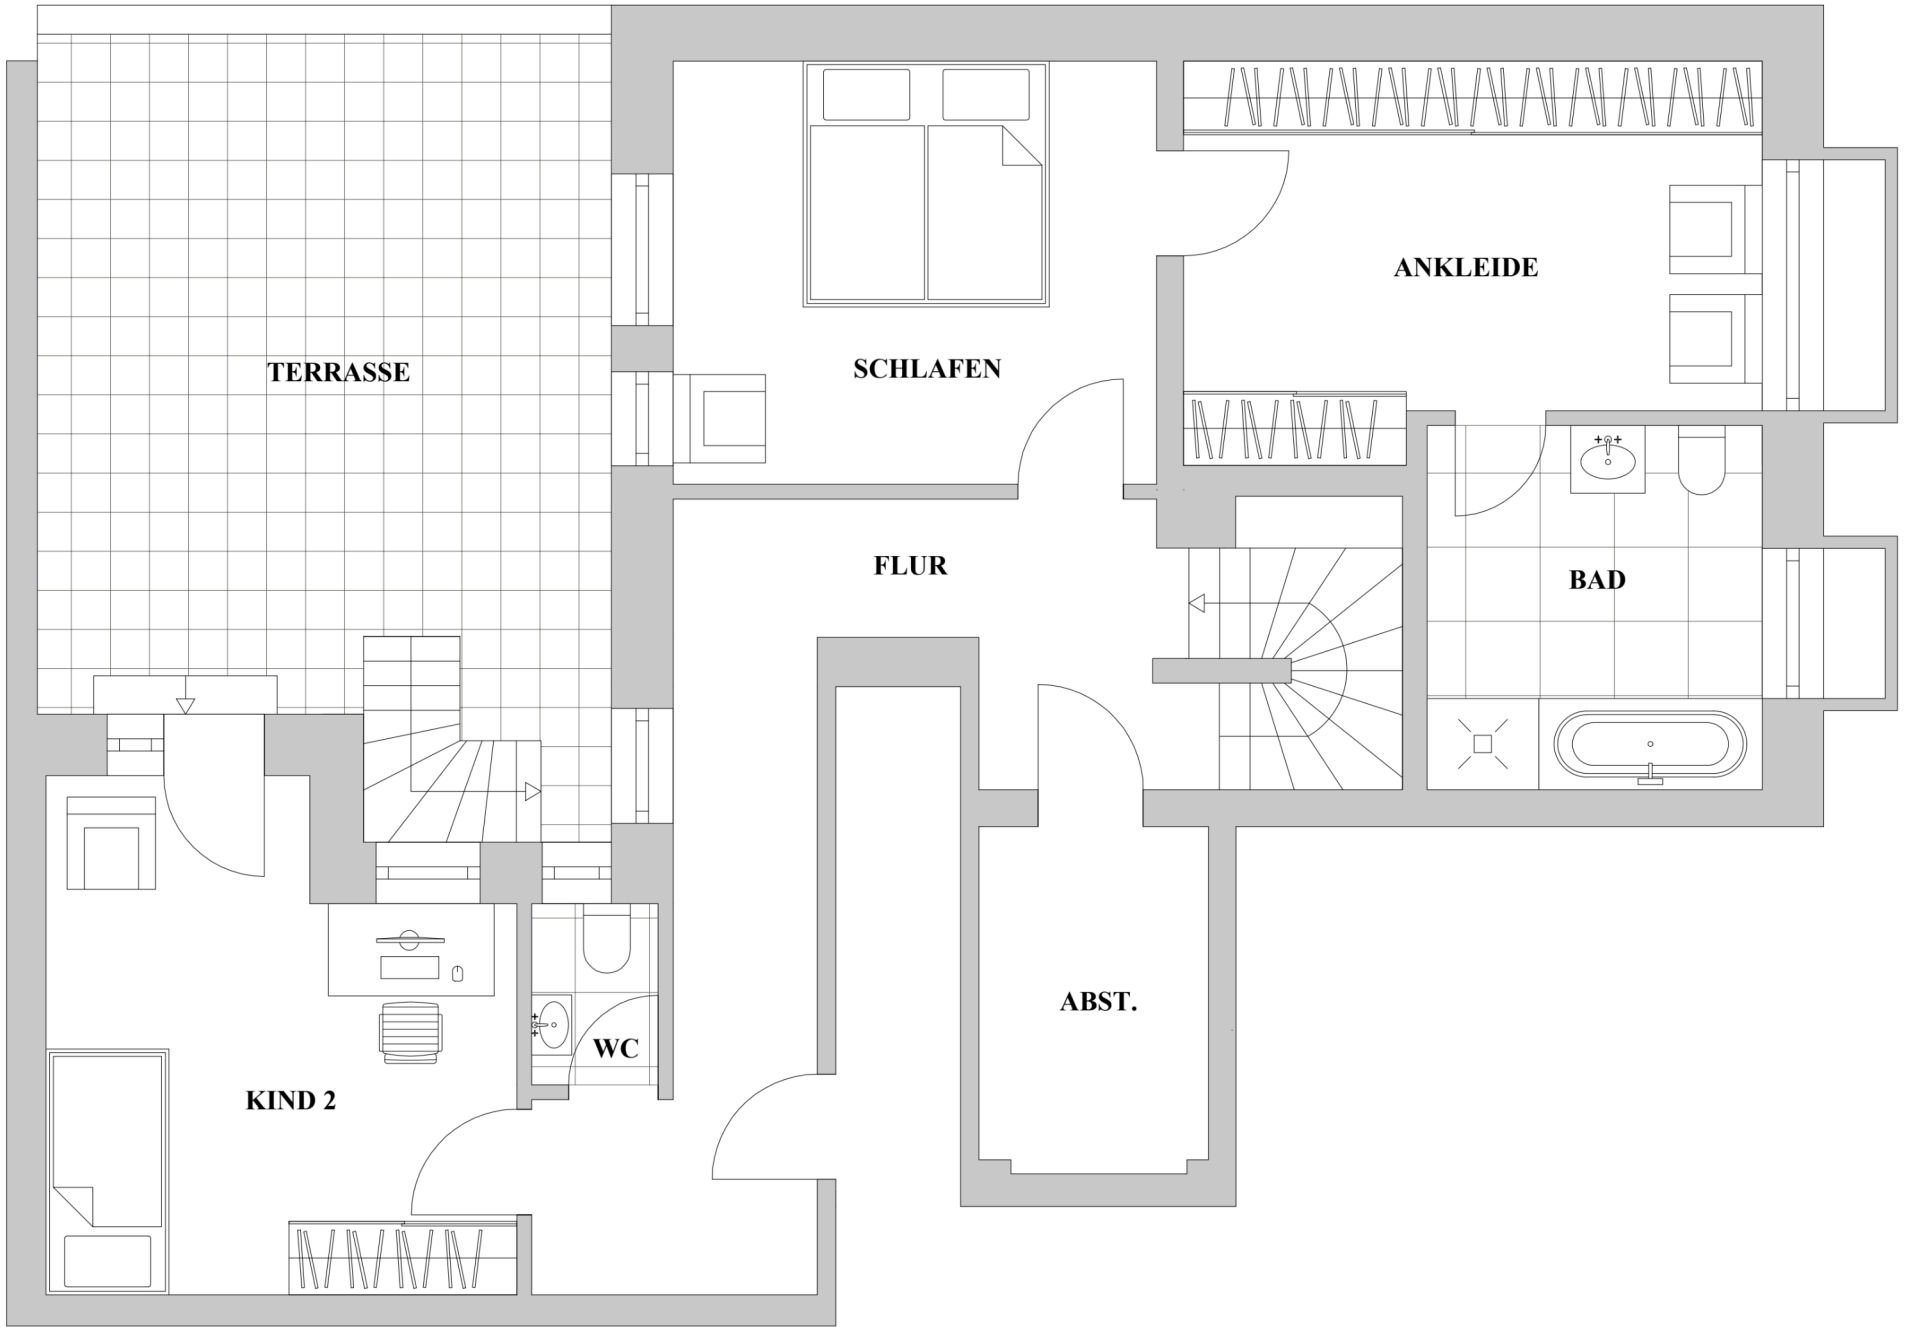 ANKLEIDE
TERRASSE
SCHLAFEN
FLUR
BAD
ABST.
WC
KIND 2